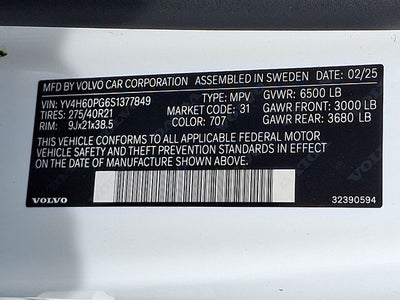 MFD BY VOLVO CAR CORPORATION ASSEMBLED IN SWEDEN DATE: 02/25
VIN: YV4H60PG6S1377849 TYPE: MPV GVWR: 6500 LB
TIRES: 275/40R21 MARKET CODE: 31 GAWR FRONT: 3000 LB
RIM: 9Jx21x38.5 COLOR: 707 GAWR REAR: 3680 LB
THIS VEHICLE CONFORMS TO ALL APPLICABLE FEDERAL MOTOR
VEHICLE SAFETY AND THEFT PREVENTION STANDARDS IN EFFECT
ON THE DATE OF MANUFACTURE SHOWN ABOVE.
VOLVO 32390594